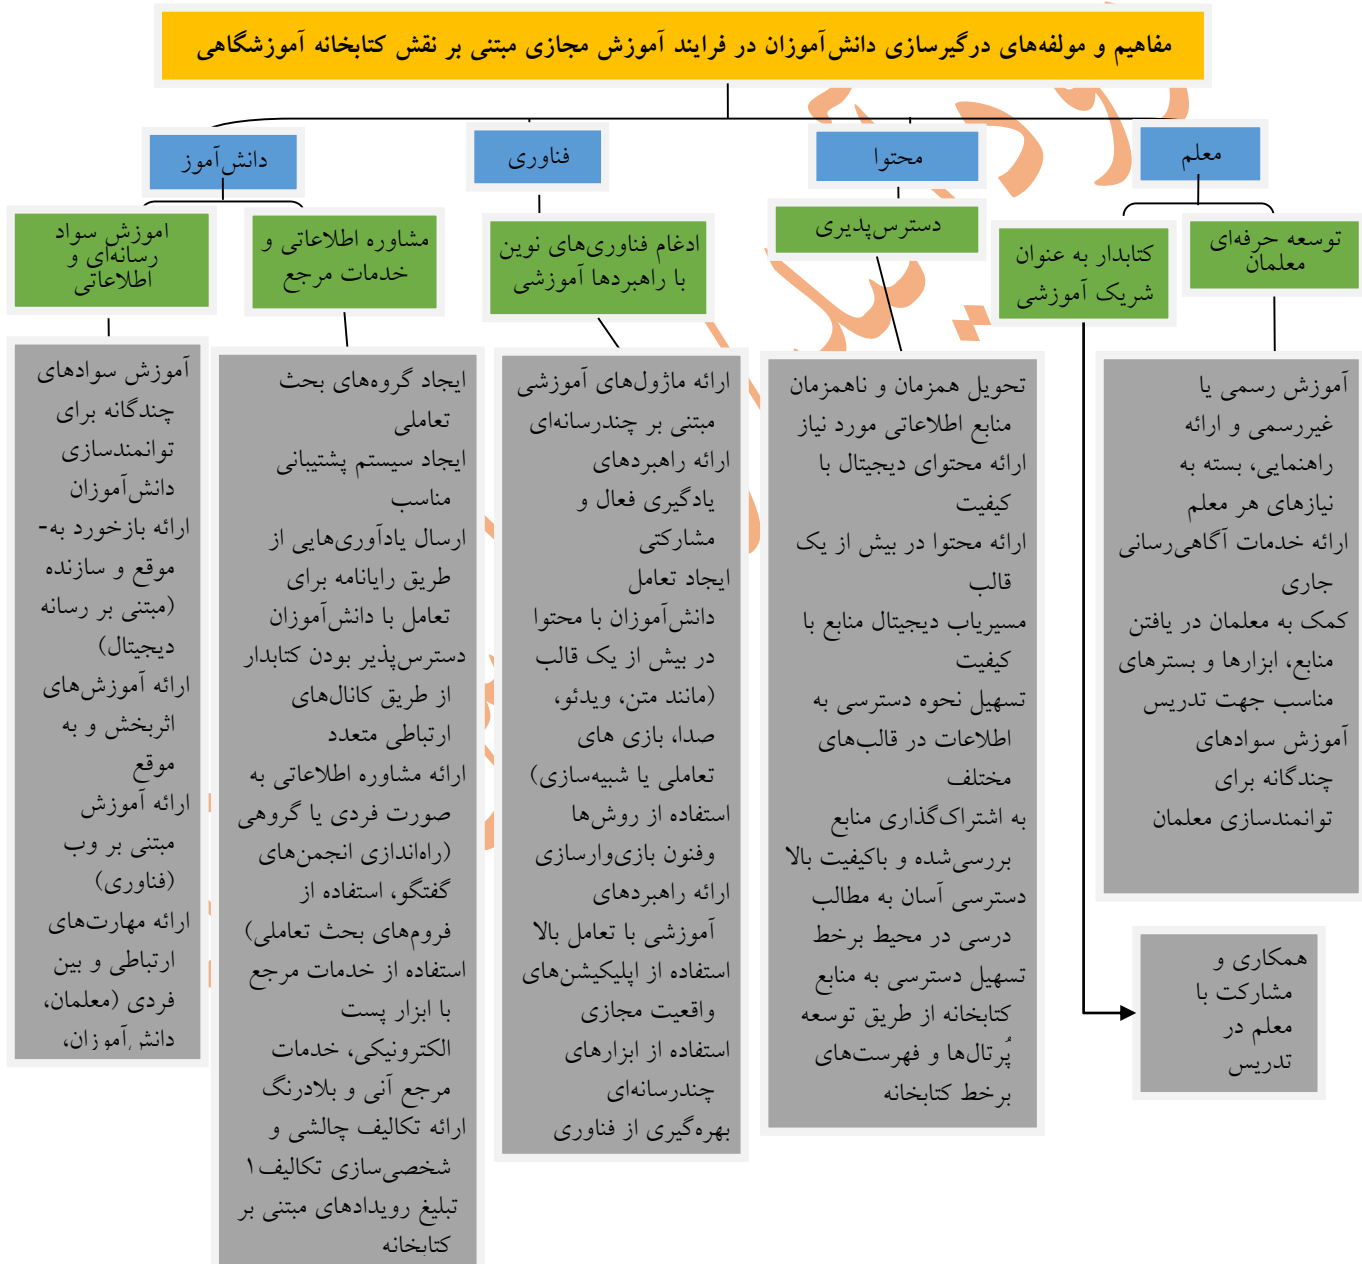 مفاهیم و مولفه‌های درگیرسازی دانش‌آموزان در فرایند آموزش مجازی مبتنی بر نقش کتابخانه آموزشگاهی
معلم
محتوا
فناوری
دانش‌آموز
توسعه حرفه‌ای
معلمان
کتابدار به عنوان
شریک آموزشی
دسترس‌پذیری
ادغام فناوری‌های نوین
با راهبردها آموزشی
مشاوره اطلاعاتی و
خدمات مرجع
اموزش سواد
رسانه‌ای و
اطلاعاتی
آموزش رسمی یا
غیررسمی و ارائه
راهنمایی، بسته به
نیازهای هر معلم
ارائه خدمات آگاهی‌رسانی
جاری
کمک به معلمان در یافتن
منابع، ابزارها و بسترهای
مناسب جهت تدریس
آموزش سوادهای
چندگانه برای
توانمندسازی معلمان
همکاری و
مشارکت با
معلم در
تدریس
تحویل همزمان و ناهمزمان
منابع اطلاعاتی مورد نیاز
ارائه محتوای دیجیتال با
کیفیت
ارائه محتوا در بیش از یک
قالب
مسیریاب دیجیتال منابع با
کیفیت
تسهیل نحوه دسترسی به
اطلاعات در قالب‌های
مختلف
به اشتراک‌گذاری منابع
بررسی‌شده و باکیفیت بالا
دسترسی آسان به مطالب
درسی در محیط برخط
تسهیل دسترسی به منابع
کتابخانه از طریق توسعه
پُرتال‌ها و فهرست‌های
برخط کتابخانه
ارائه ماژول‌های آموزشی
مبتنی بر چندرسانه‌ای
ارائه راهبردهای
یادگیری فعال و
مشارکتی
ایجاد تعامل
دانش‌آموزان با محتوا
در بیش از یک قالب
(مانند متن، ویدئو،
صدا، بازی های
تعاملی یا شبیه‌سازی)
استفاده از روش‌ها
وفنون بازی‌وارسازی
ارائه راهبردهای
آموزشی با تعامل بالا
استفاده از اپلیکیشن‌های
واقعیت مجازی
استفاده از ابزارهای
چندرسانه‌ای
بهره‌گیری از فناوری
ایجاد گروه‌های بحث
تعاملی
ایجاد سیستم پشتیبانی
مناسب
ارسال یادآوری‌هایی از
طریق رایانامه برای
تعامل با دانش‌آموزان
دسترس‌پذیر بودن کتابدار
از طریق کانال‌های
ارتباطی متعدد
ارائه مشاوره اطلاعاتی به
صورت فردی یا گروهی
(راه‌اندازی انجمن‌های
گفتگو، استفاده از
فروم‌های بحث تعاملی)
استفاده از خدمات مرجع
با ابزار پست
الکترونیکی، خدمات
مرجع آنی و بلادرنگ
ارائه تکالیف چالشی و
شخصی‌سازی تکالیف۱
تبلیغ رویدادهای مبتنی بر
کتابخانه
آموزش سوادهای
چندگانه برای
توانمندسازی
دانش‌آموزان
ارائه بازخورد به-
موقع و سازنده
(مبتنی بر رسانه
دیجیتال)
ارائه آموزش‌های
اثربخش و به
موقع
ارائه آموزش
مبتنی بر وب
(فناوری)
ارائه مهارت‌های
ارتباطی و بین
فردی (معلمان،
دانش‌آموزان،